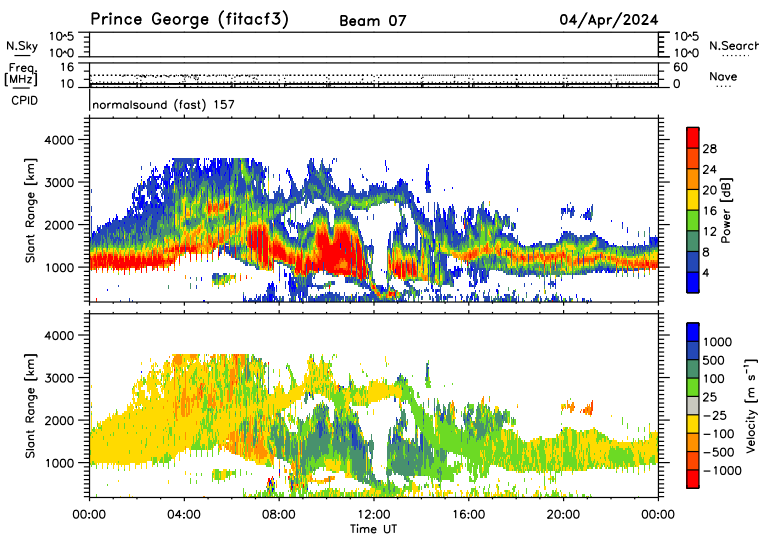 Prince George (fitacf3) Beam 07 04/Apr/2024
N.Sky 10^5 10^0 10^5 10^0 N.Search
Freq. [MHz] 16 10 60 0 Nave
CPID normalsound (fast) 157
Slant Range [km] 4000 3000 2000 1000
28 24 20 16 12 8 4 Power [dB]
Slant Range [km] 4000 3000 2000 1000
1000 500 100 25 -25 -100 -500 -1000 Velocity [m s⁻¹]
00:00 04:00 08:00 12:00 16:00 20:00 00:00
Time UT